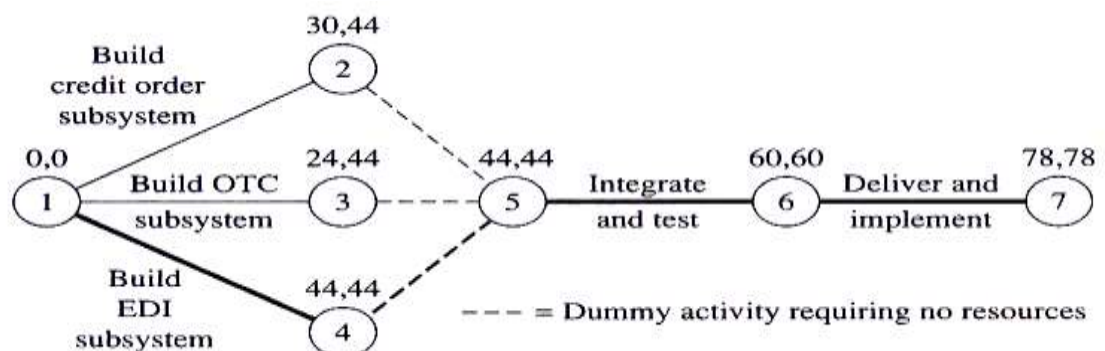 30,44
Build
credit order
subsystem
2
0,0
24,44
44,44
60,60
78,78
1
Build OTC
subsystem
3
5
Integrate
and test
6
Deliver and
implement
7
Build
EDI
subsystem
44,44
4
--- = Dummy activity requiring no resources